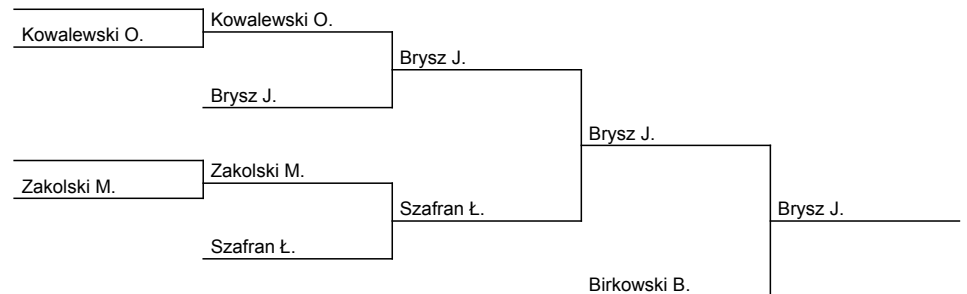 Kowalewski O.
Kowalewski O.
Brysz J.
Brysz J.
Brysz J.
Zakolski M.
Zakolski M.
Szafran Ł.
Szafran Ł.
Brysz J.
Birkowski B.